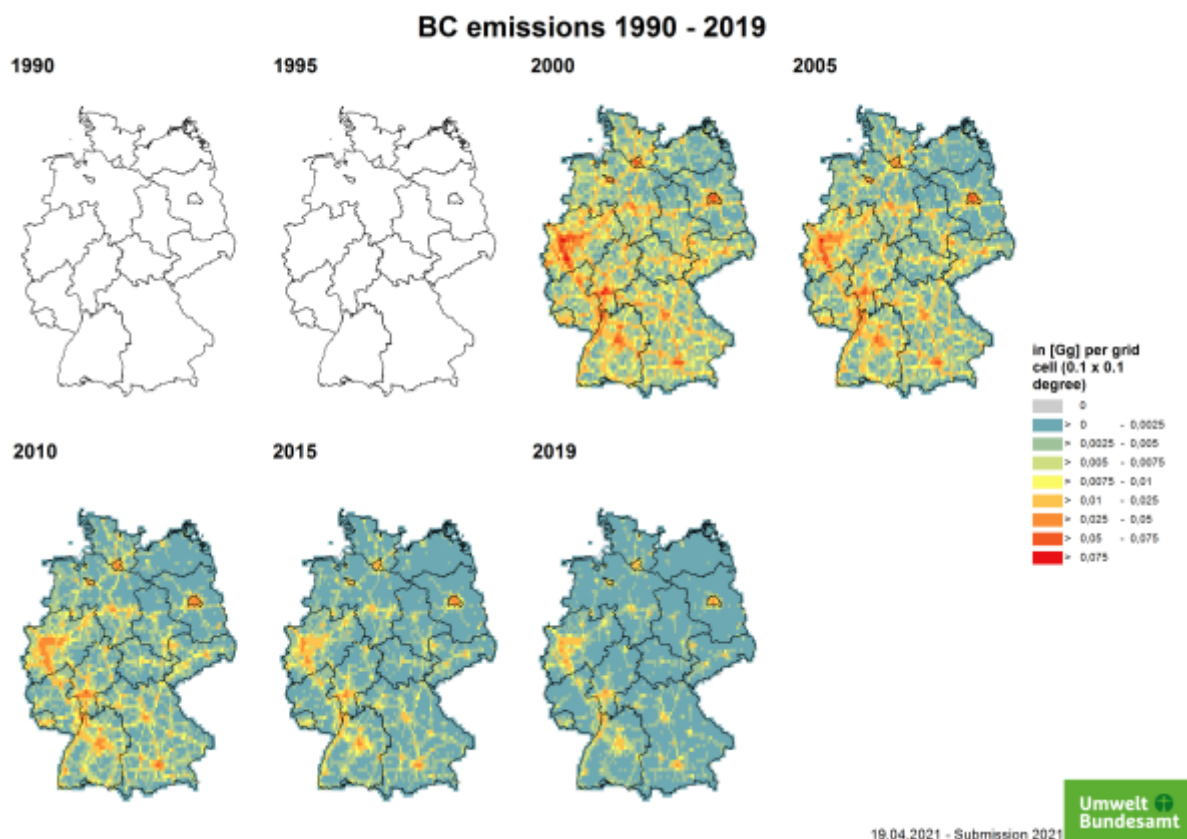 BC emissions 1990 - 2019
1990
1995
2000
2005
in [Gg] per grid
cell (0.1 x 0.1
degree)
0
> 0 - 0,0025
> 0,0025 - 0,005
> 0,005 - 0,0075
> 0,0075 - 0,01
> 0,01 - 0,025
> 0,025 - 0,05
> 0,05 - 0,075
> 0,075
2010
2015
2019
Umwelt
Bundesamt
19.04.2021 - Submission 2021